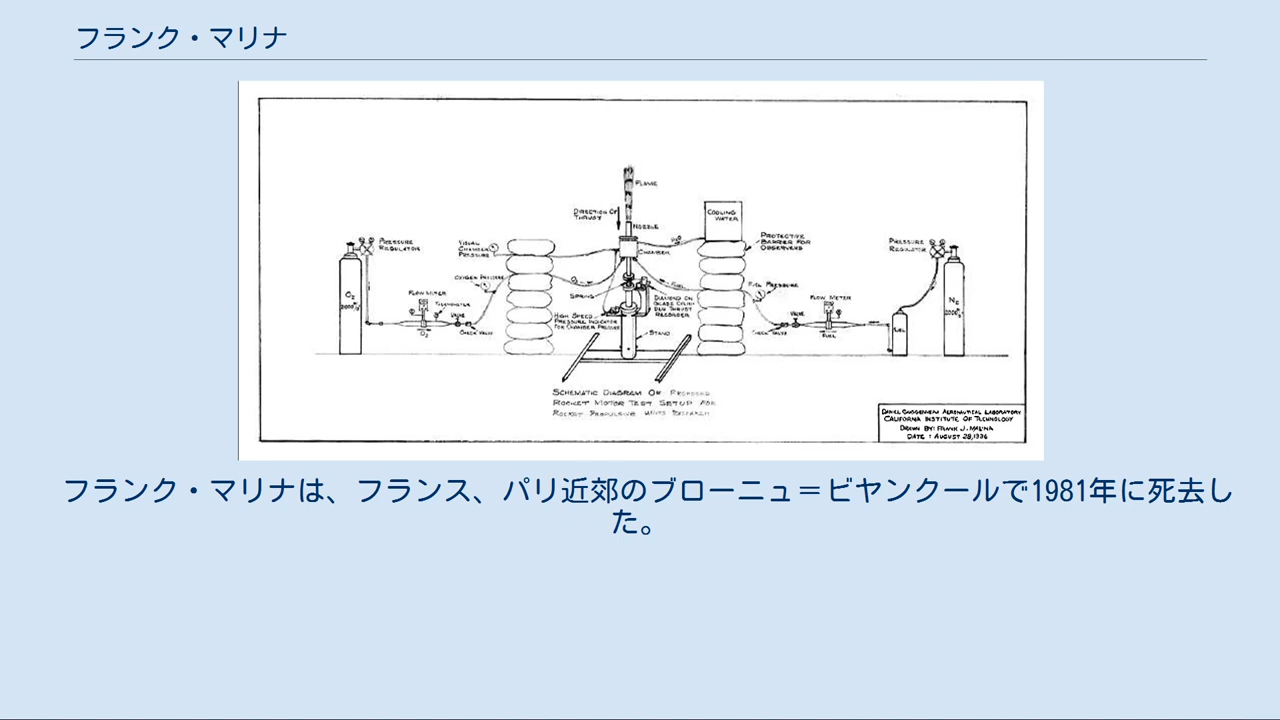 フランク・マリナ
FLAME
DIRECTION OF
THRUST
NOZZLE
COOLING
WATER
PRESSURE
REGULATOR
VISUAL
CHAMBER
PRESSURE
H2O
CHAMBER
PROTECTIVE
BARRIER FOR
OBSERVERS
PRESSURE
REGULATOR
OXYGEN PRESSURE
O2
FUEL
FUEL PRESSURE
O2
FLOW METER
THERMOMETER
VALVE
CHECK VALVE
O2
SPRING
HIGH SPEED
PRESSURE INDICATOR
FOR CHAMBER PRESSURE
STAND
VALVE
CHECK VALVE
FLOW METER
FUEL
FUEL
N2
SCHEMATIC DIAGRAM OF PROPOSED
ROCKET MOTOR TEST SETUP FOR
DANIEL GUGGENHEIM AERONAUTICAL LABORATORY
CALIFORNIA INSTITUTE OF TECHNOLOGY
DRAWN BY: FRANK J. MALINA
DATE : AUGUST 28, 1936
フランク・マリナは、フランス、パリ近郊のブローニュ＝ビヤンクールで1981年に死去し
た。